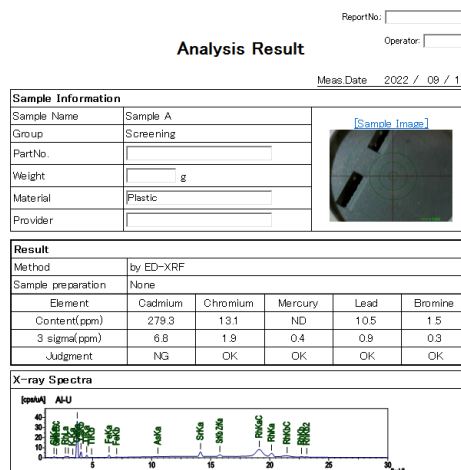 ReportNo:
Operator:
Analysis Result
Meas.Date 2022 / 09 / 1
Sample Information
Sample Name Sample A
[Sample Image]
Group Screening
PartNo.
Weight g
Material Plastic
Provider
Result
Method by ED-XRF
Sample preparation None
Element Cadmium Chromium Mercury Lead Bromine
Content(ppm) 279.3 13.1 ND 10.5 1.5
3 sigma(ppm) 6.8 1.9 0.4 0.9 0.3
Judgment NG OK OK OK OK
X-ray Spectra
[cps/uA] Al-U
40
30
20
10
0
FeKa FeKb AsKa SrKa RhKaC RhKa RhKbC
5 10 15 20 25 30